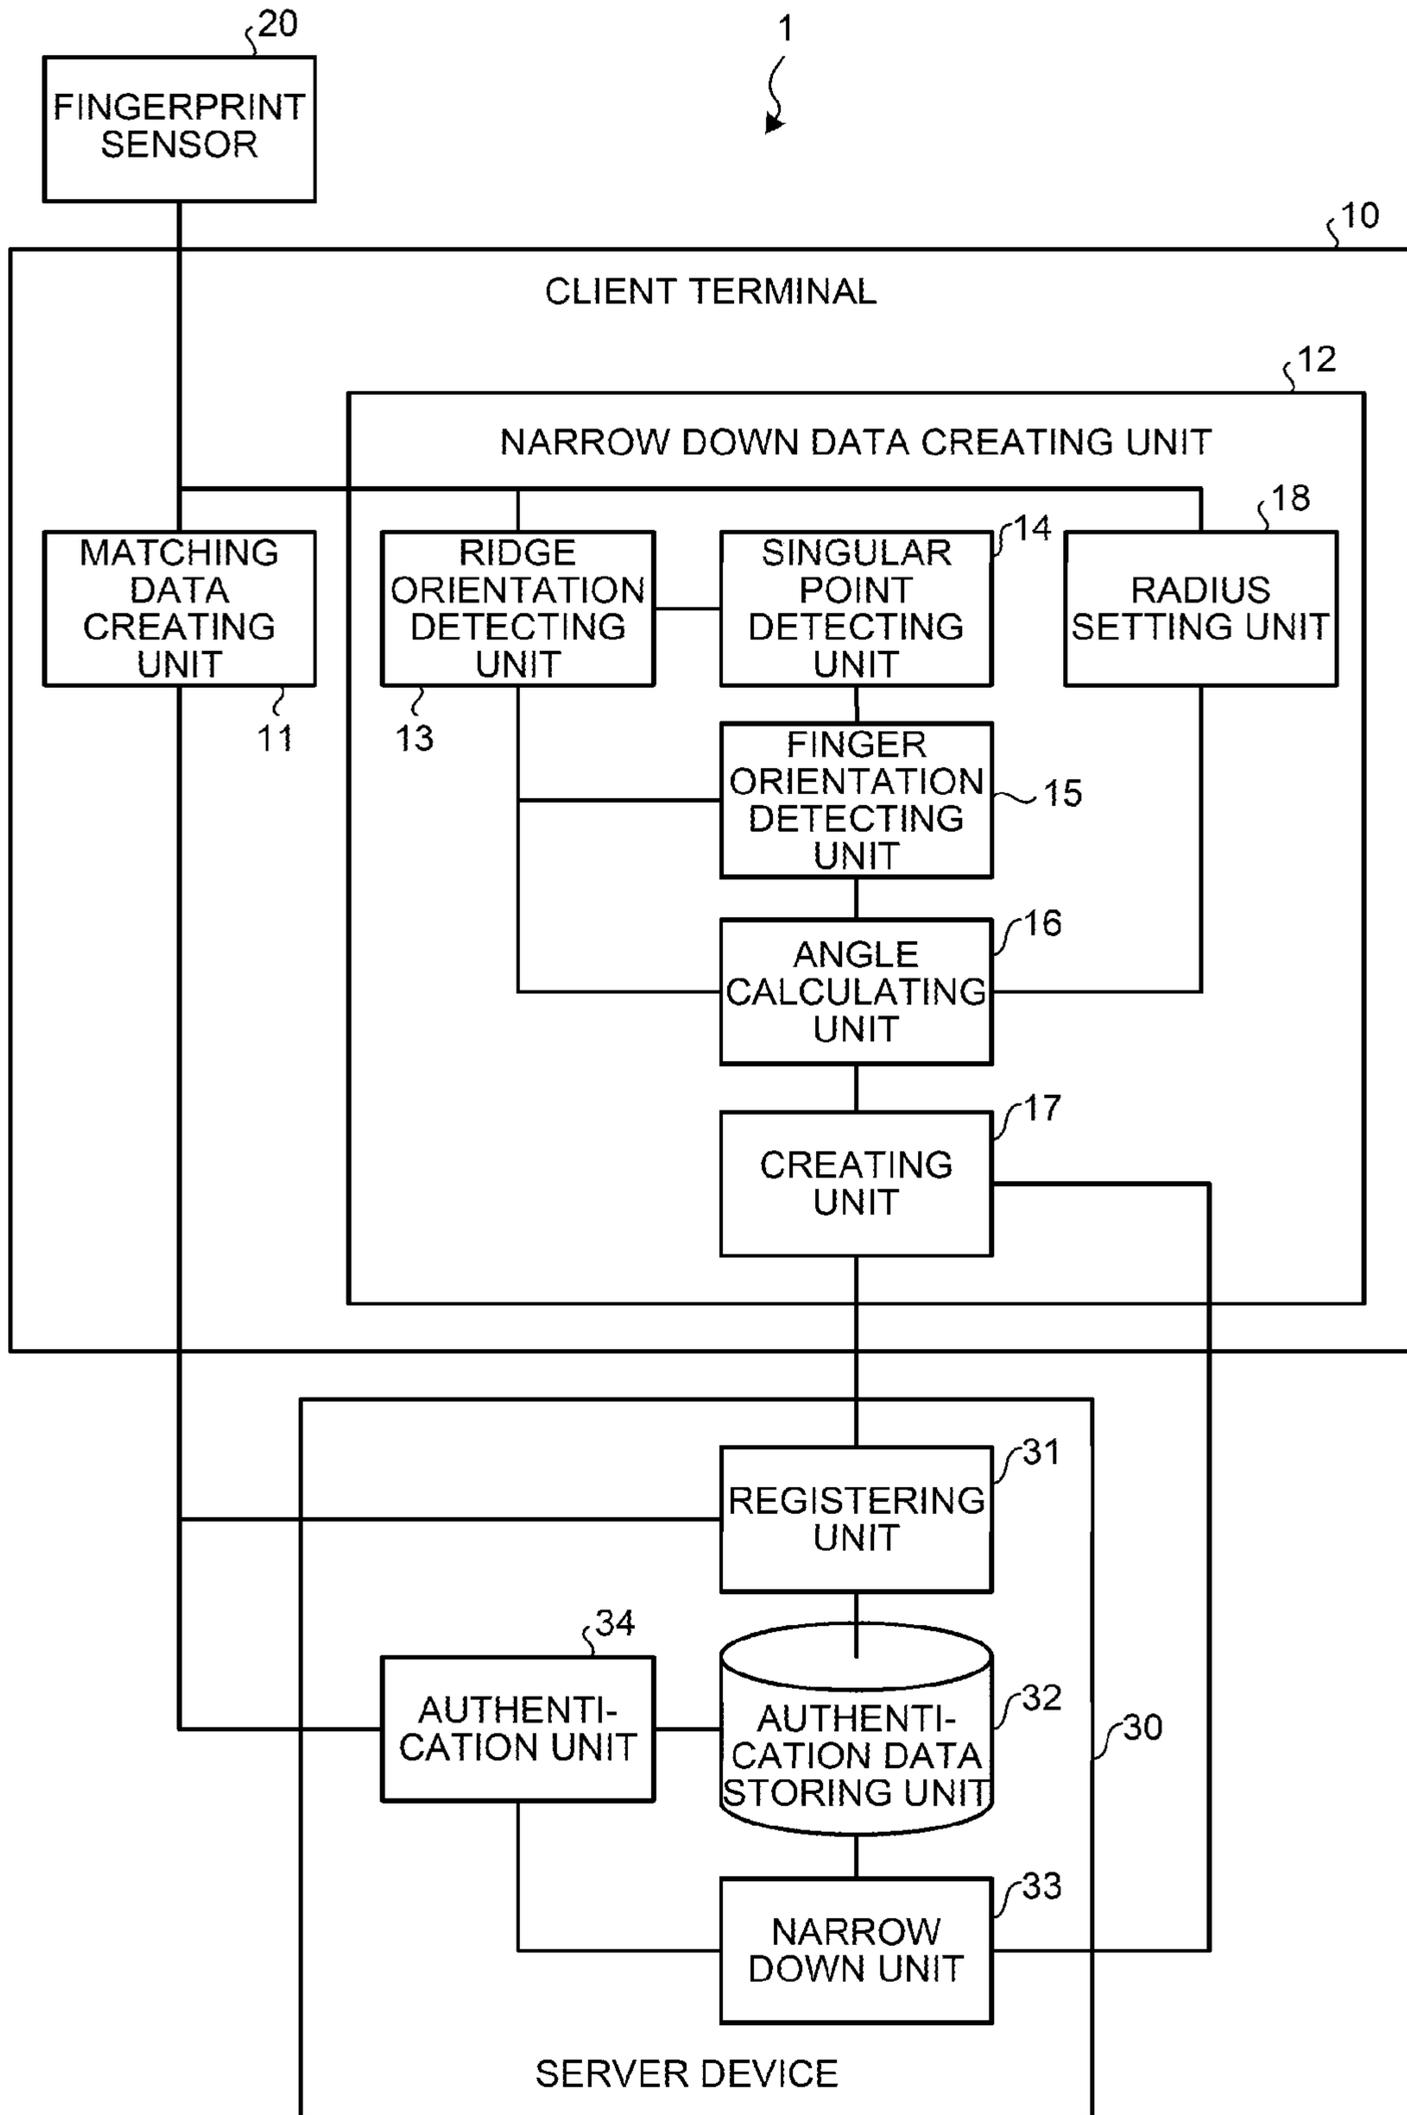 20
1
FINGERPRINT
SENSOR
10
CLIENT TERMINAL
12
NARROW DOWN DATA CREATING UNIT
18
14
MATCHING
DATA
CREATING
UNIT
RIDGE
ORIENTATION
DETECTING
UNIT
SINGULAR
POINT
DETECTING
UNIT
RADIUS
SETTING UNIT
11
13
FINGER
ORIENTATION
DETECTING
UNIT
15
16
ANGLE
CALCULATING
UNIT
17
CREATING
UNIT
31
REGISTERING
UNIT
34
AUTHENTI-
CATION UNIT
32
AUTHENTI-
CATION DATA
STORING UNIT
30
33
NARROW
DOWN UNIT
SERVER DEVICE